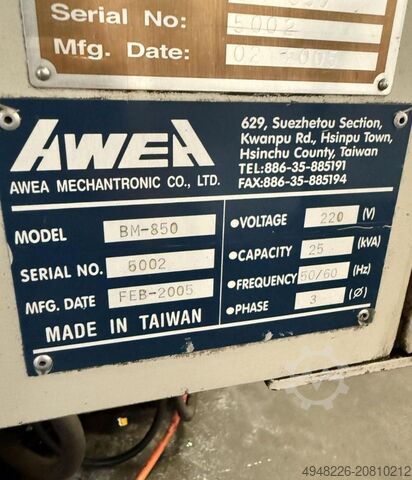 Serial No.:
5002
Mfg. Date:
AWEA
AWEA MECHANTRONIC CO., LTD.
629, Suezhetou Section,
Kwanpu Rd., Hsinpu Town,
Hsinchu County, Taiwan
TEL:886-35-885191
FAX:886-35-885194
MODEL BM-850
SERIAL NO. 5002
MFG. DATE FEB-2005
MADE IN TAIWAN
•VOLTAGE 220 (V)
•CAPACITY 25 (kVA)
•FREQUENCY 50/60 (Hz)
•PHASE 3 (Ø)
4948226-20810212